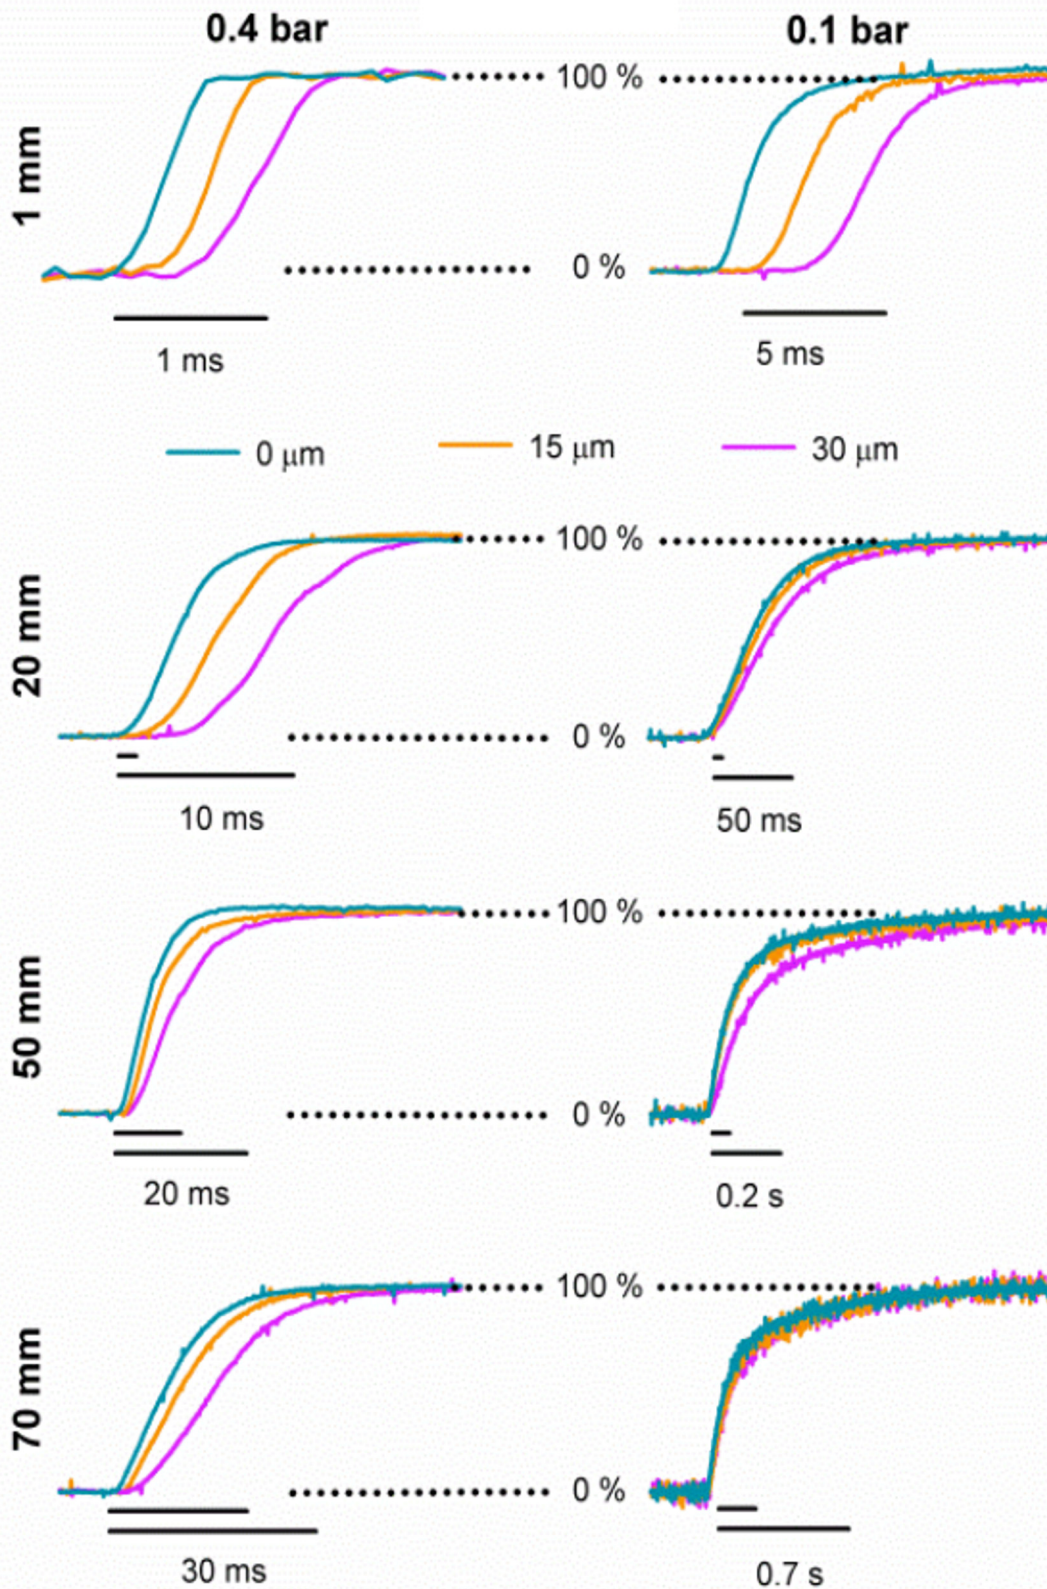 0.4 bar
0.1 bar
1 mm
100 %
0 %
1 ms
5 ms
0 μm
15 μm
30 μm
20 mm
100 %
0 %
10 ms
50 ms
50 mm
100 %
0 %
20 ms
0.2 s
70 mm
100 %
0 %
30 ms
0.7 s